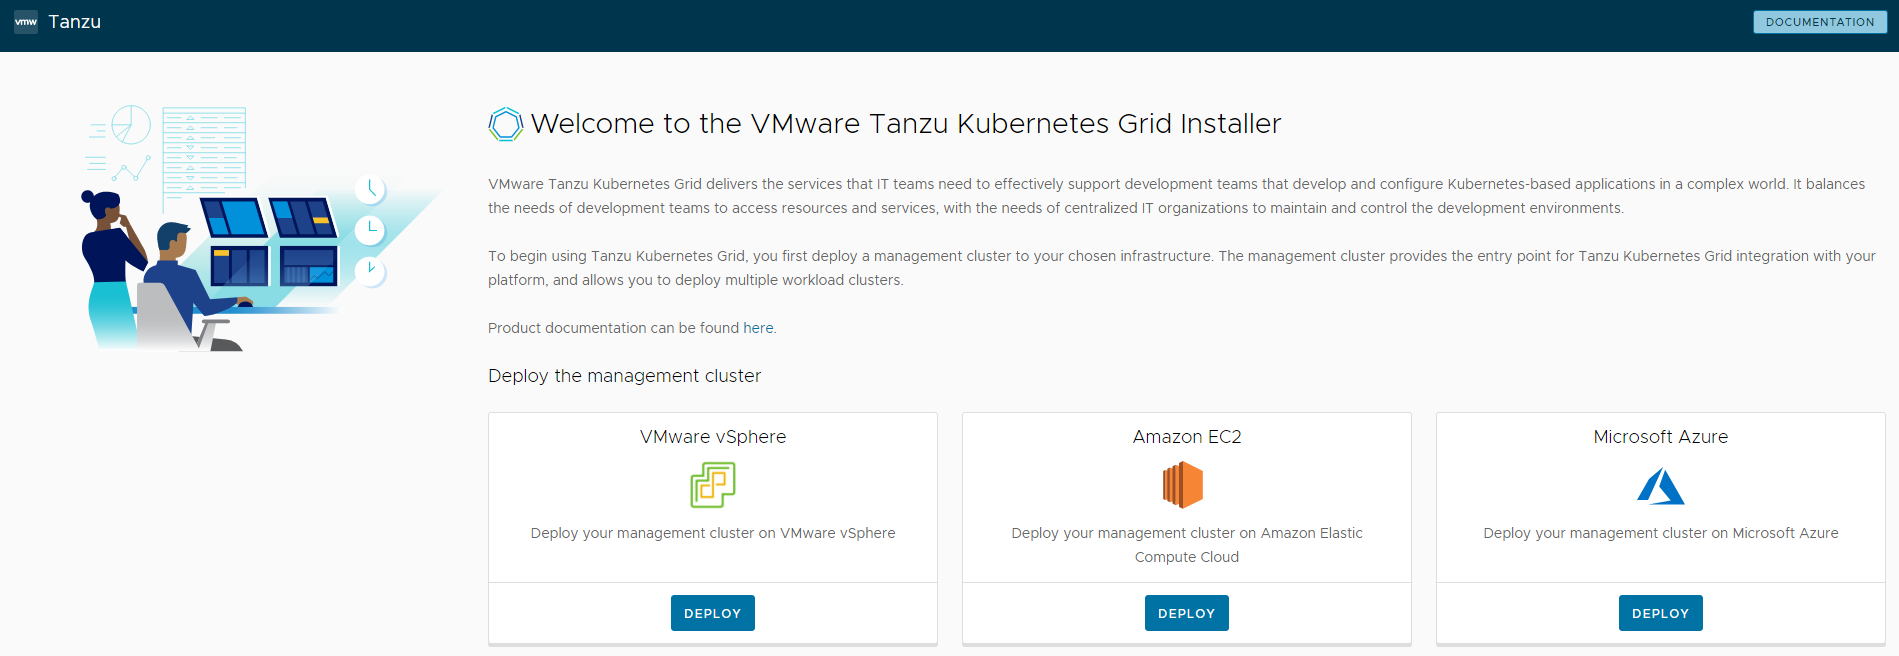 vmw Tanzu
DOCUMENTATION
Welcome to the VMware Tanzu Kubernetes Grid Installer
VMware Tanzu Kubernetes Grid delivers the services that IT teams need to effectively support development teams that develop and configure Kubernetes-based applications in a complex world. It balances
the needs of development teams to access resources and services, with the needs of centralized IT organizations to maintain and control the development environments.
To begin using Tanzu Kubernetes Grid, you first deploy a management cluster to your chosen infrastructure. The management cluster provides the entry point for Tanzu Kubernetes Grid integration with your
platform, and allows you to deploy multiple workload clusters.
Product documentation can be found here.
Deploy the management cluster
VMware vSphere
Deploy your management cluster on VMware vSphere
DEPLOY
Amazon EC2
Deploy your management cluster on Amazon Elastic
Compute Cloud
DEPLOY
Microsoft Azure
Deploy your management cluster on Microsoft Azure
DEPLOY